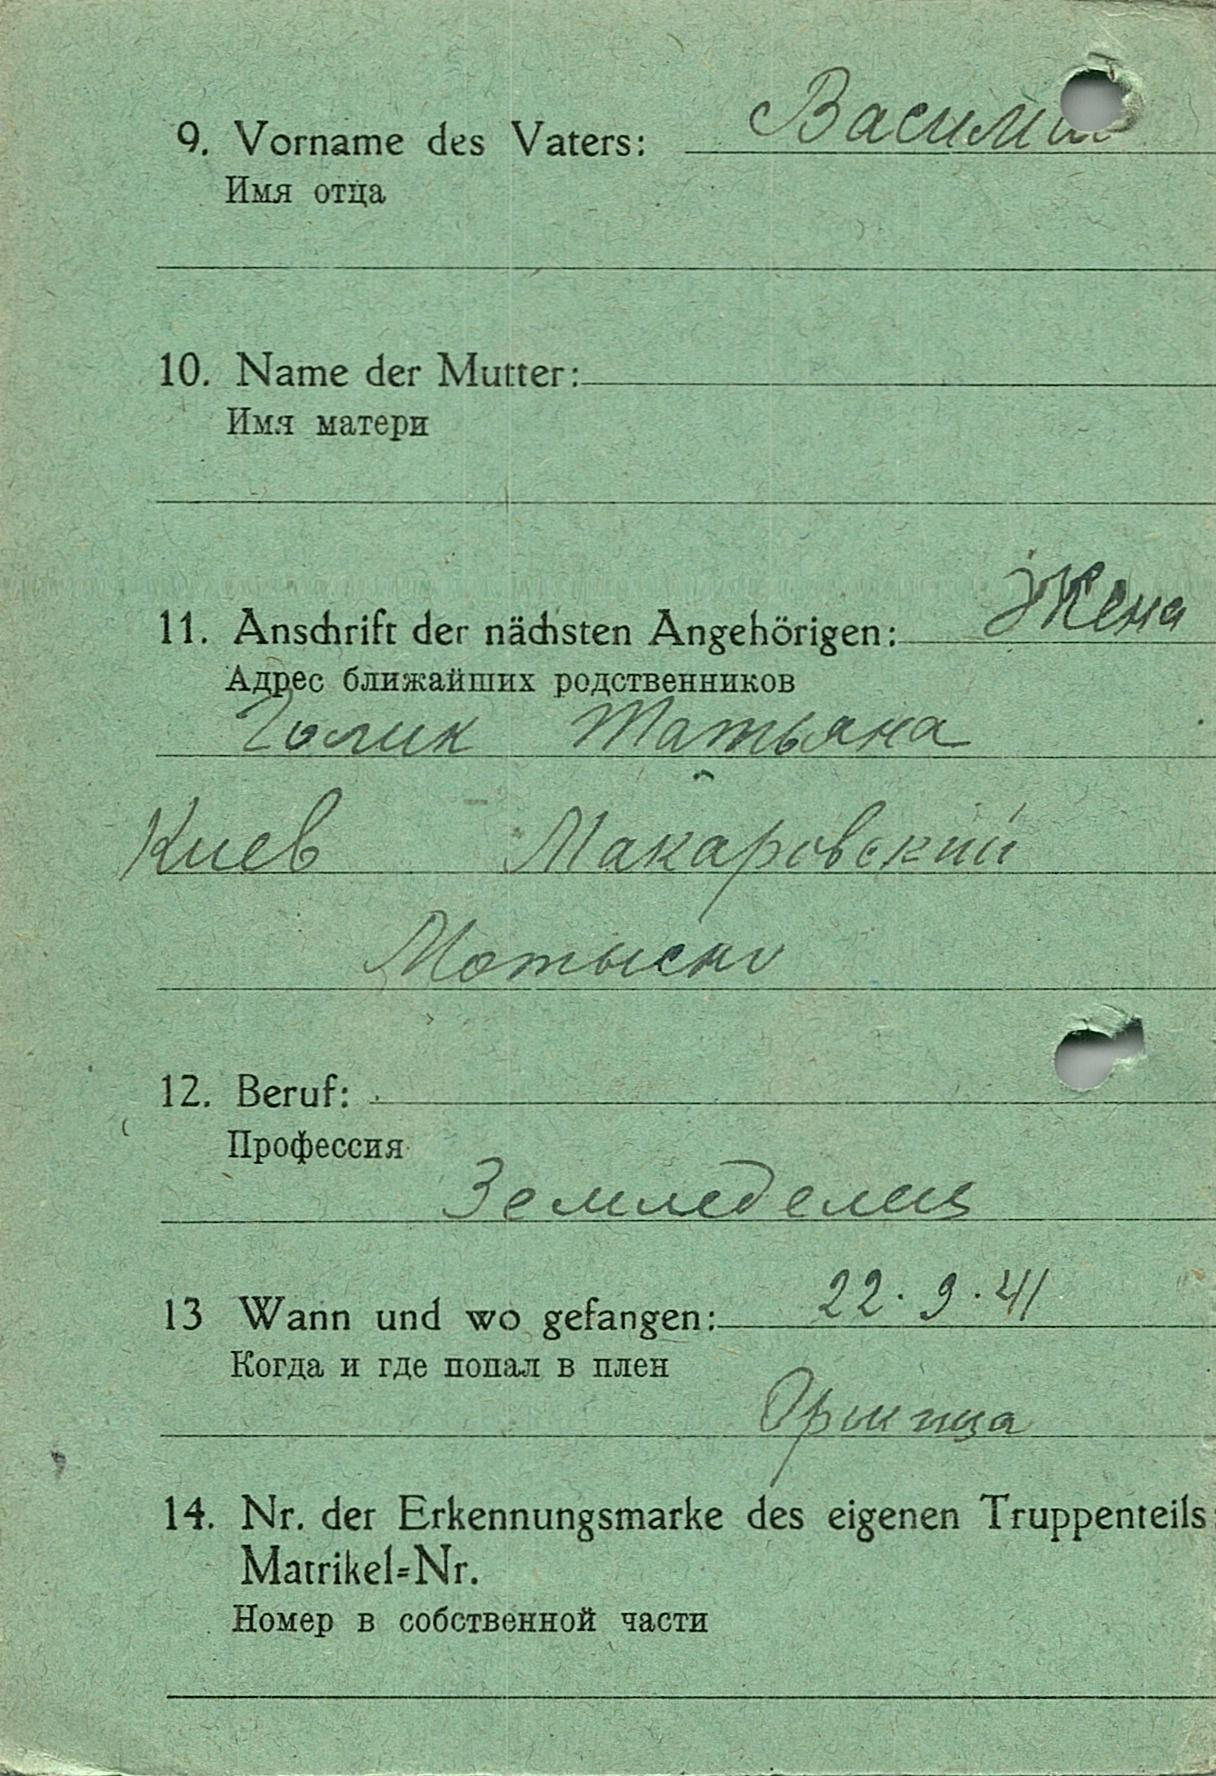 9. Vorname des Vaters: Василий
Имя отца
10. Name der Mutter:
Имя матери
11. Anschrift der nächsten Angehörigen: Жена
Адрес ближайших родственников
Голик Татьяна
Киев Макаровский
12. Beruf:
Профессия
Земледелец
13 Wann und wo gefangen: 22.9.41
Когда и где попал в плен
14. Nr. der Erkennungsmarke des eigenen Truppenteils:
Matrikel=Nr.
Номер в собственной части